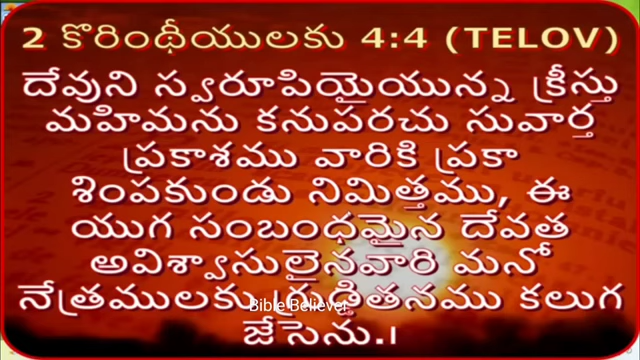 2 కొరింథీయులకు 4:4 (TELOV)
దేవుని స్వరూపియైయున్న క్రీస్తు
మహిమను కనుపరచు సువార్త
ప్రకాశము వారికి ప్రకా
శింపకుండు నిమిత్తము, ఈ
యుగ సంబంధమైన దేవత
అవిశ్వాసులైనవారి మనో
నేత్రములకు గ్రుడ్డితనము కలుగ
Bible Believer
జేసెను.।